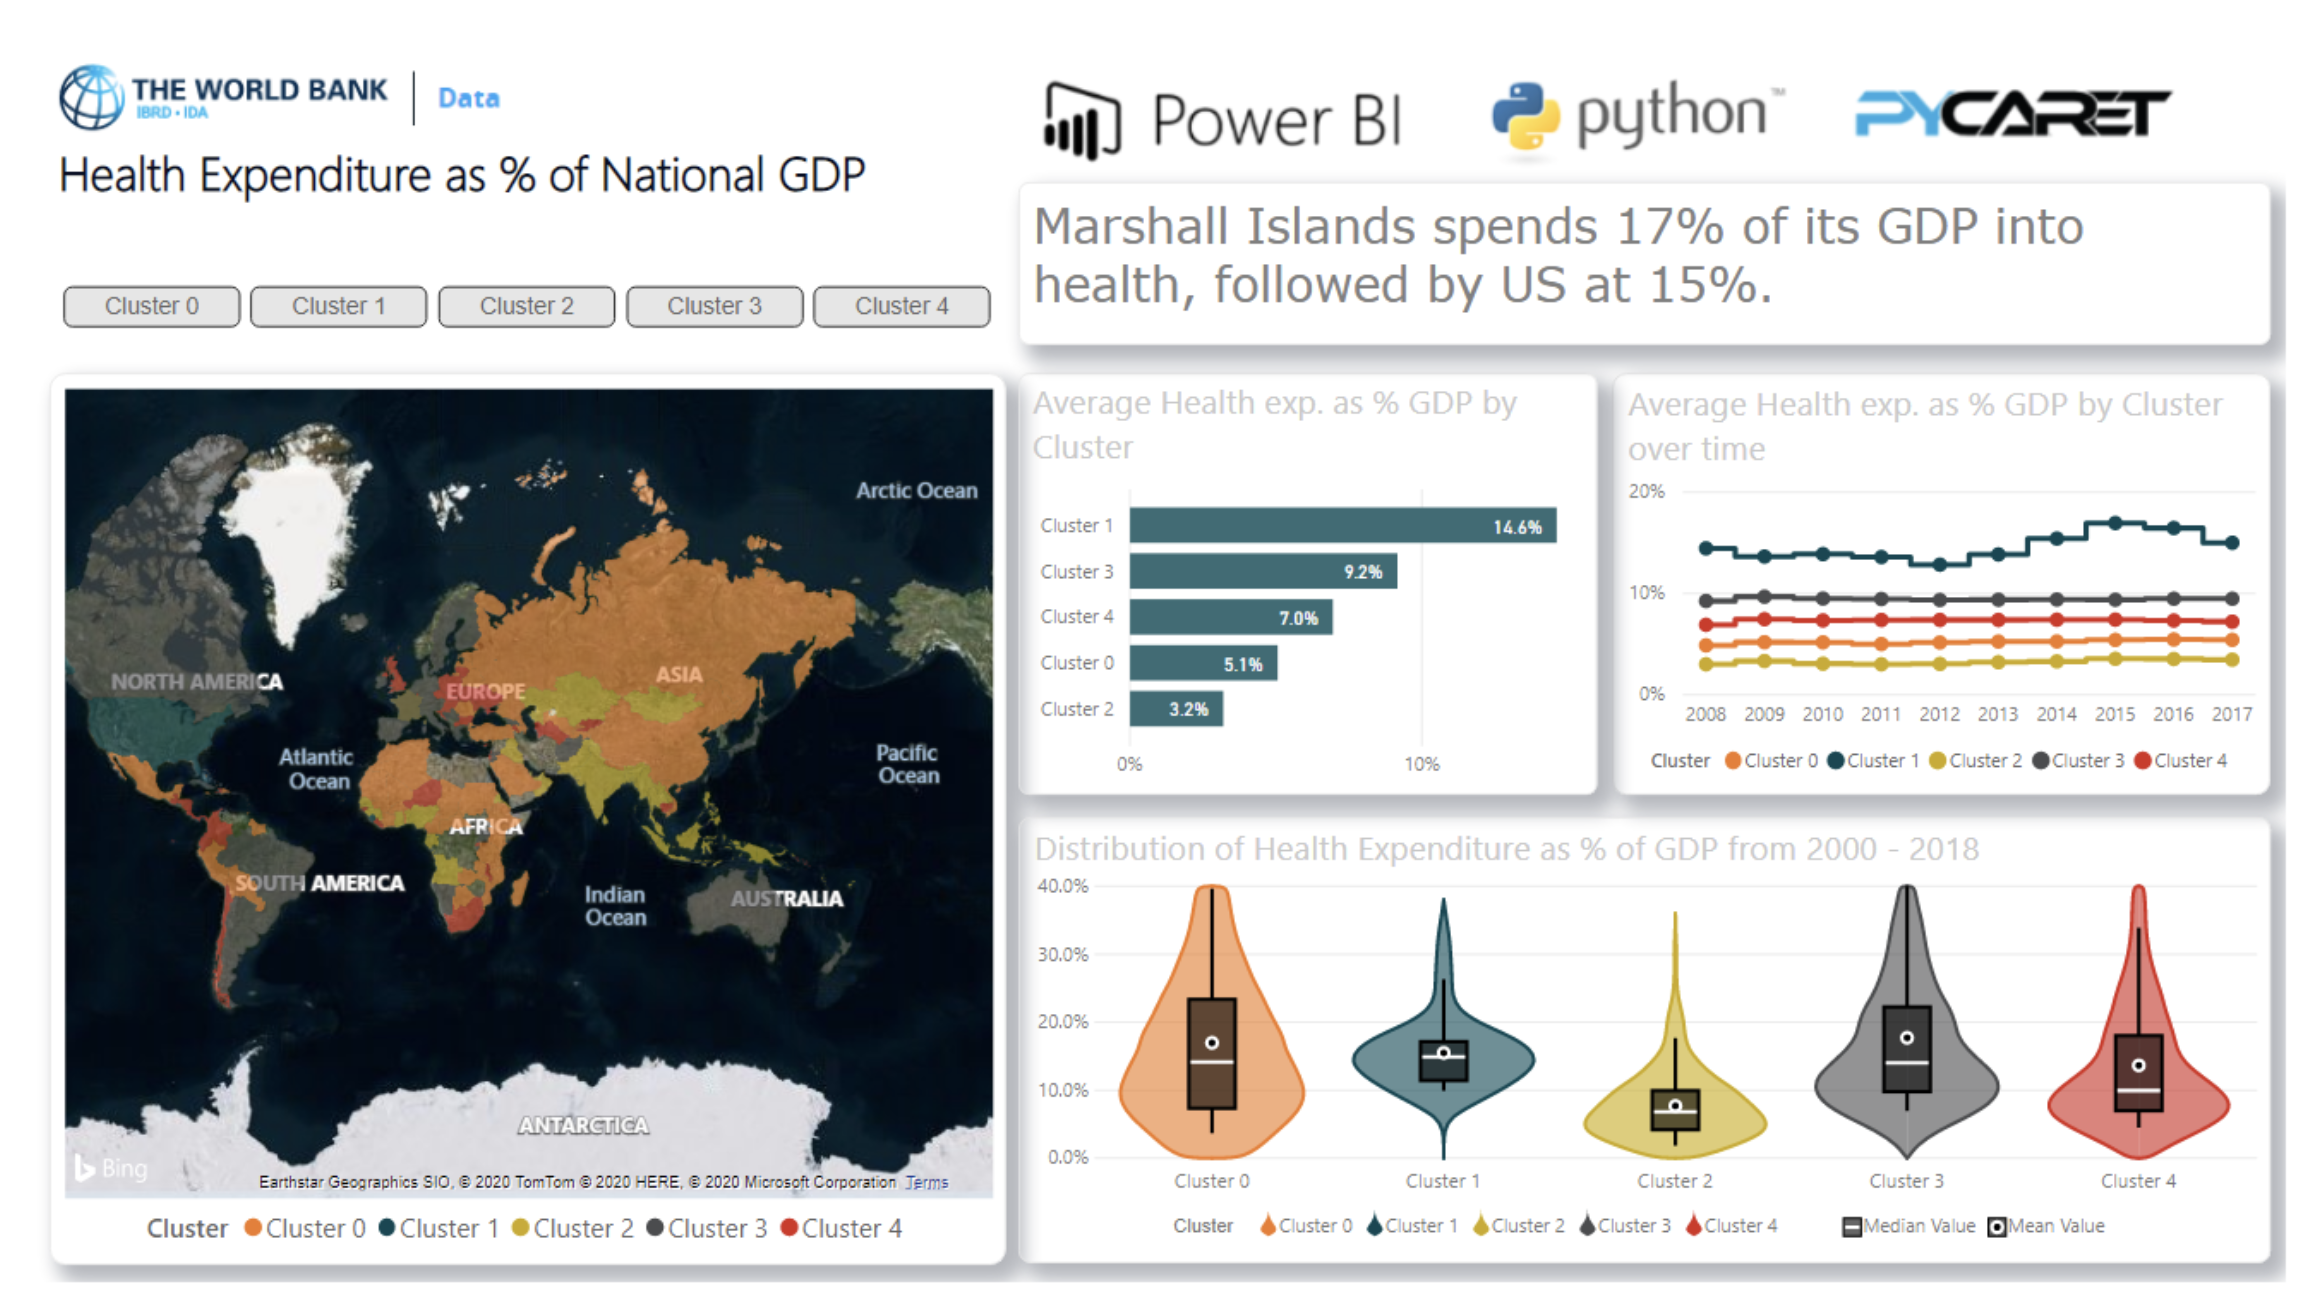 THE WORLD BANK
IBRD • IDA
Data
Power BI
python™
PYCARET
Health Expenditure as % of National GDP
Marshall Islands spends 17% of its GDP into
health, followed by US at 15%.
Cluster 0
Cluster 1
Cluster 2
Cluster 3
Cluster 4
Arctic Ocean
NORTH AMERICA
EUROPE
ASIA
Atlantic
Ocean
Pacific
Ocean
AFRICA
SOUTH AMERICA
Indian
Ocean
AUSTRALIA
ANTARCTICA
Bing
Earthstar Geographics SIO, © 2020 TomTom © 2020 HERE, © 2020 Microsoft Corporation Terms
Cluster Cluster 0 Cluster 1 Cluster 2 Cluster 3 Cluster 4
Average Health exp. as % GDP by
Cluster
Cluster 1 14.6%
Cluster 3 9.2%
Cluster 4 7.0%
Cluster 0 5.1%
Cluster 2 3.2%
0% 10%
Average Health exp. as % GDP by Cluster
over time
20%
10%
0%
2008 2009 2010 2011 2012 2013 2014 2015 2016 2017
Cluster Cluster 0 Cluster 1 Cluster 2 Cluster 3 Cluster 4
Distribution of Health Expenditure as % of GDP from 2000 - 2018
40.0%
30.0%
20.0%
10.0%
0.0%
Cluster 0 Cluster 1 Cluster 2 Cluster 3 Cluster 4
Cluster Cluster 0 Cluster 1 Cluster 2 Cluster 3 Cluster 4 Median Value Mean Value